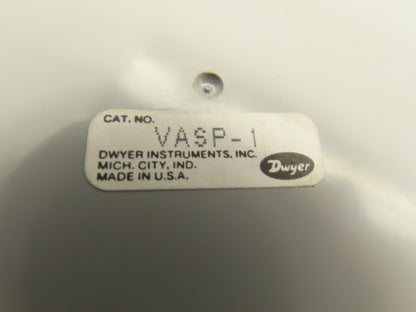 CAT. NO.
VASP-1
DWYER INSTRUMENTS, INC.
MICH. CITY, IND.
MADE IN U.S.A.
Dwyer